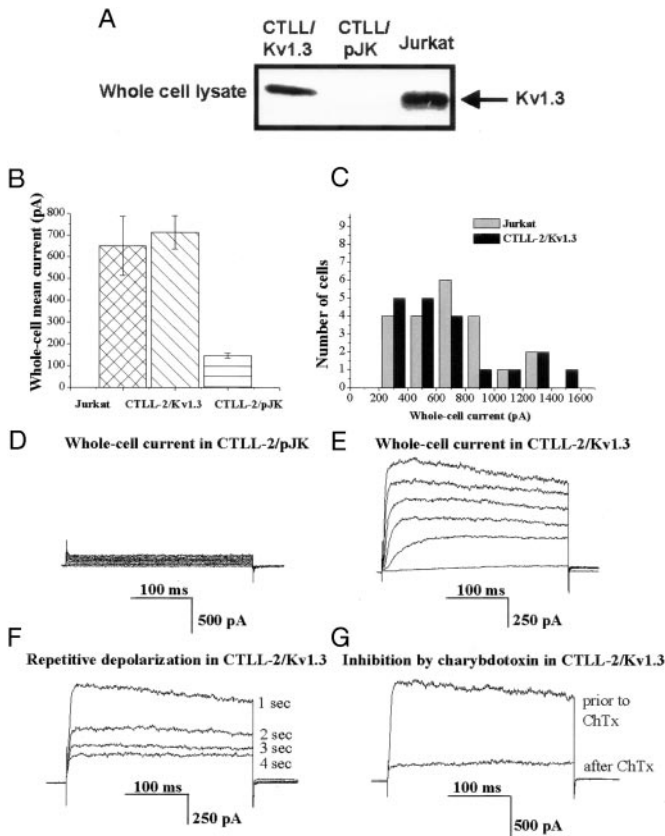 A
CTLL/ CTLL/
Kv1.3 pJK Jurkat
Whole cell lysate
Kv1.3
B
Whole-cell mean current (pA)
800
700
600
500
400
300
200
100
0
Jurkat CTLL-2/Kv1.3 CTLL-2/pJK
C
Number of cells
9
8
7
6
5
4
3
2
1
0
Jurkat
CTLL-2/Kv1.3
0 200 400 600 800 1000 1200 1400 1600
Whole-cell current (pA)
D
Whole-cell current in CTLL-2/pJK
100 ms
500 pA
E
Whole-cell current in CTLL-2/Kv1.3
100 ms
250 pA
F
Repetitive depolarization in CTLL-2/Kv1.3
1 sec
2 sec
3 sec
4 sec
100 ms
250 pA
G
Inhibition by charybdotoxin in CTLL-2/Kv1.3
prior to
ChTx
after ChTx
100 ms
500 pA